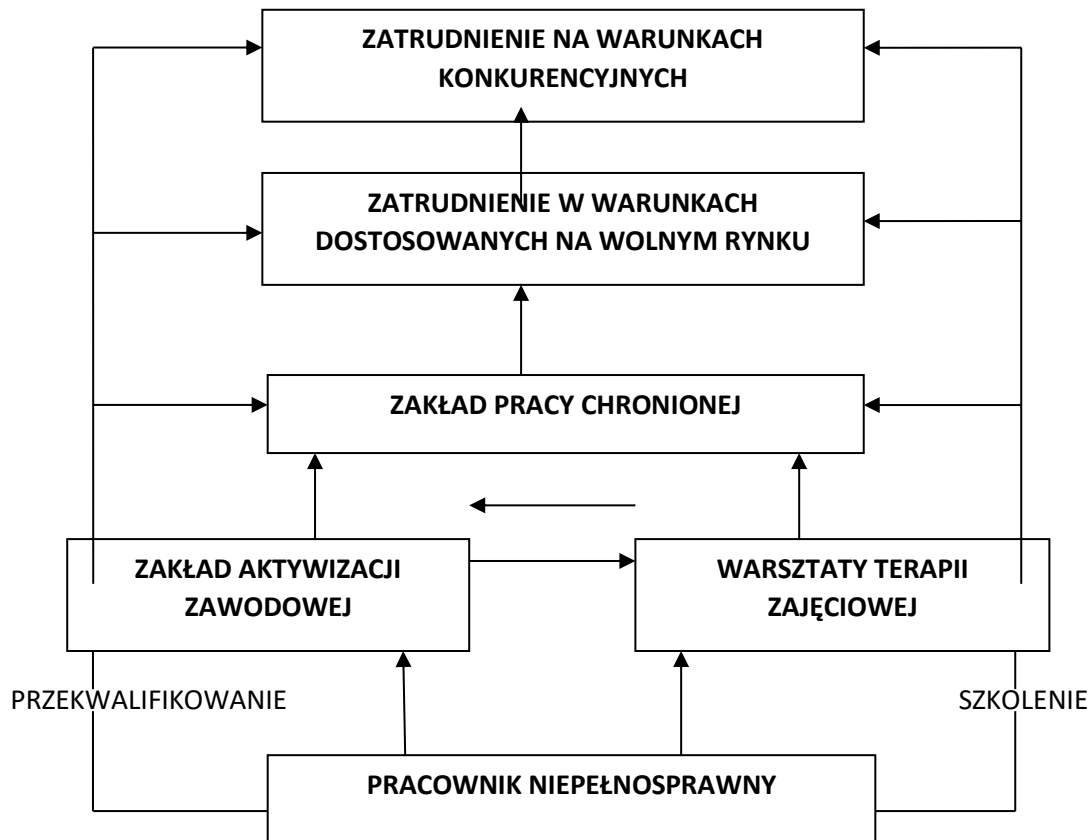 ZATRUDNIENIE NA WARUNKACH
KONKURENCYJNYCH
ZATRUDNIENIE W WARUNKACH
DOSTOSOWANYCH NA WOLNYM RYNKU
ZAKŁAD PRACY CHRONIONEJ
ZAKŁAD AKTYWIZACJI
ZAWODOWEJ
WARSZTATY TERAPII
ZAJĘCIOWEJ
PRZEKWALIFIKOWANIE
SZKOLENIE
PRACOWNIK NIEPEŁNOSPRAWNY